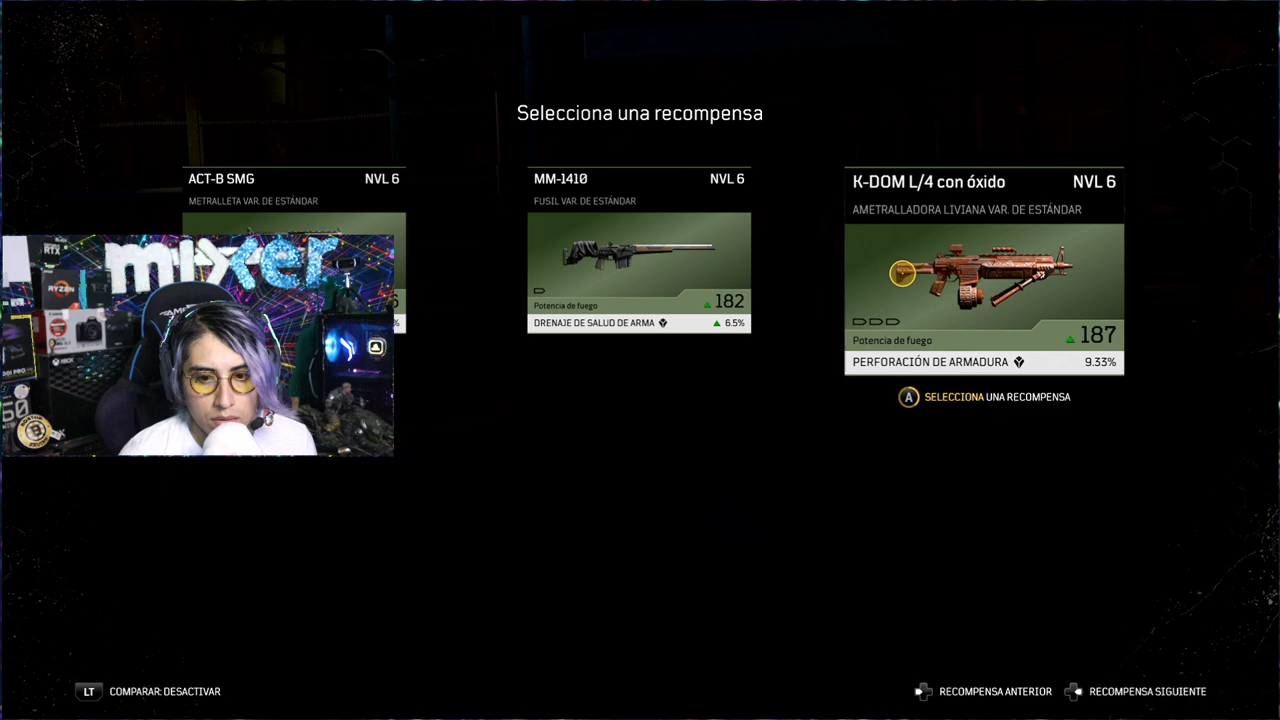 Selecciona una recompensa
ACT-B SMG NVL 6
METRALLETA VAR. DE ESTÁNDAR
MM-1410 NVL 6
FUSIL VAR. DE ESTÁNDAR
Potencia de fuego 182
DRENAJE DE SALUD DE ARMA 6.5%
K-DOM L/4 con óxido NVL 6
AMETRALLADORA LIVIANA VAR. DE ESTÁNDAR
Potencia de fuego 187
PERFORACIÓN DE ARMADURA 9.33%
A SELECCIONA UNA RECOMPENSA
mixer
RTX
RYZEN
XBOX
LT COMPARAR: DESACTIVAR
RECOMPENSA ANTERIOR
RECOMPENSA SIGUIENTE